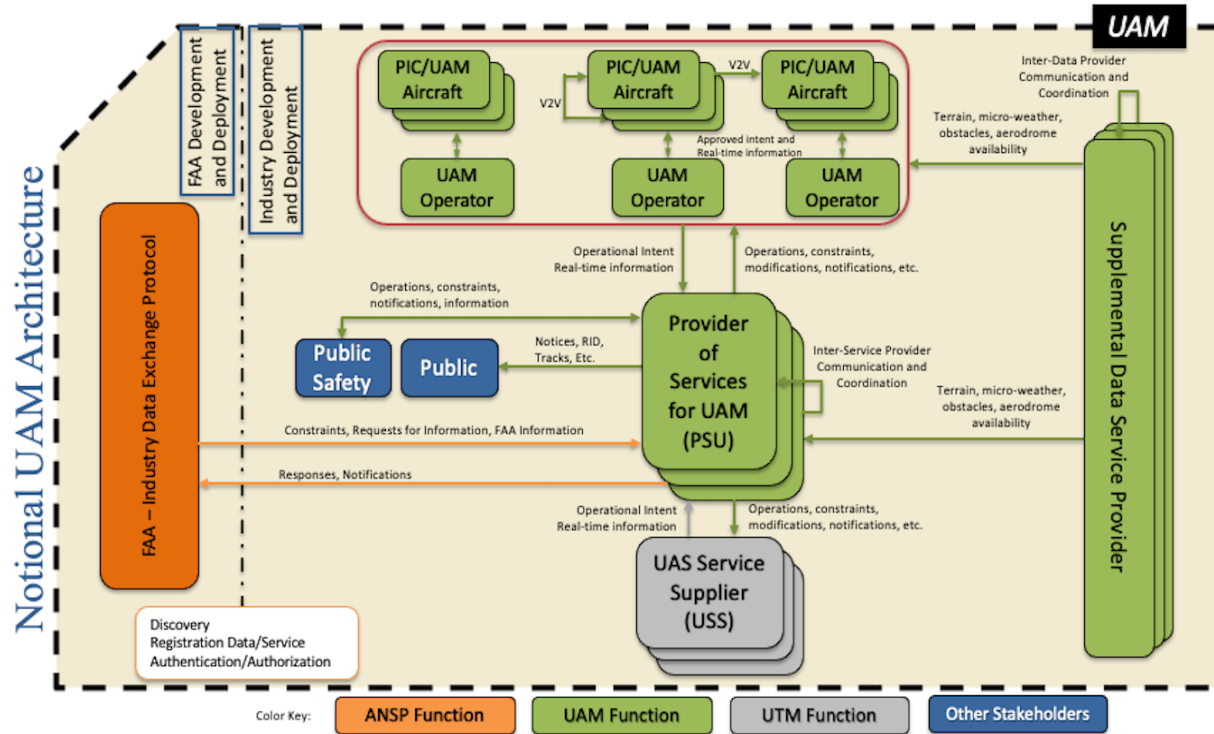 UAM
Notional UAM Architecture
FAA Development
and Deployment
Industry Development
and Deployment
PIC/UAM
Aircraft
V2V
PIC/UAM
Aircraft
V2V
PIC/UAM
Aircraft
Approved intent and
Real-time information
UAM
Operator
UAM
Operator
UAM
Operator
Inter-Data Provider
Communication and
Coordination
Terrain, micro-weather,
obstacles, aerodrome
availability
Operational Intent
Real-time information
Operations, constraints,
modifications, notifications, etc.
FAA – Industry Data Exchange Protocol
Operations, constraints,
notifications, information
Public
Safety
Public
Notices, RID,
Tracks, Etc.
Provider
of
Services
for UAM
(PSU)
Inter-Service Provider
Communication and
Coordination
Terrain, micro-weather,
obstacles, aerodrome
availability
Supplemental Data Service Provider
Constraints, Requests for Information, FAA Information
Responses, Notifications
Operational Intent
Real-time information
Operations, constraints,
modifications, notifications, etc.
UAS Service
Supplier
(USS)
Discovery
Registration Data/Service
Authentication/Authorization
Color Key:
ANSP Function
UAM Function
UTM Function
Other Stakeholders